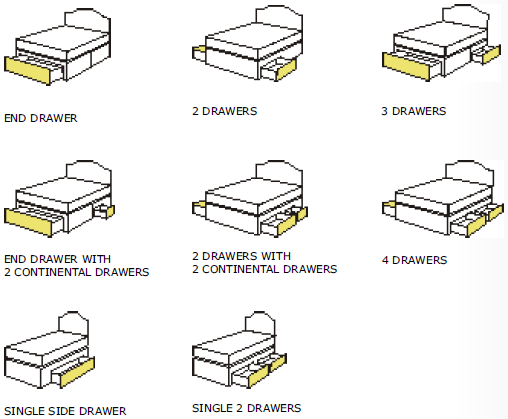 END DRAWER
2 DRAWERS
3 DRAWERS
END DRAWER WITH
2 CONTINENTAL DRAWERS
2 DRAWERS WITH
2 CONTINENTAL DRAWERS
4 DRAWERS
SINGLE SIDE DRAWER
SINGLE 2 DRAWERS